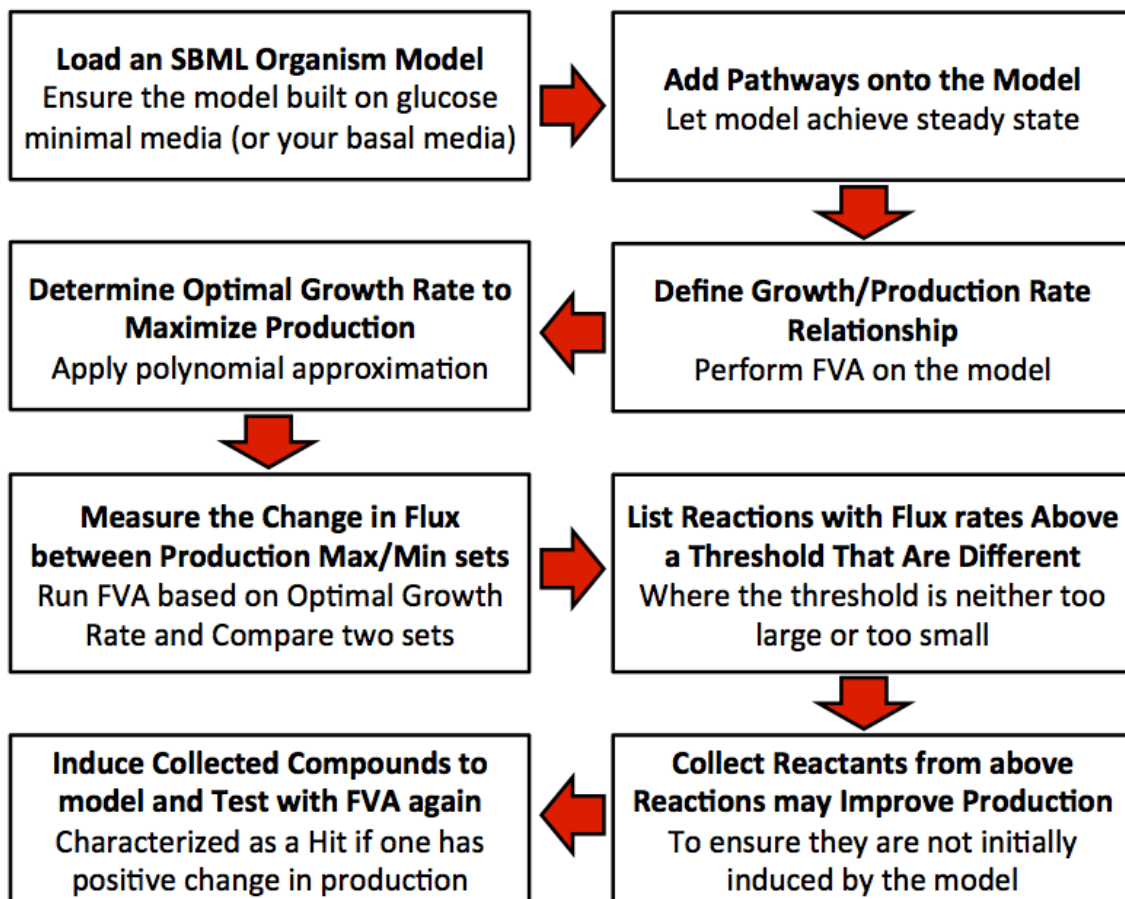 Load an SBML Organism Model
Ensure the model built on glucose
minimal media (or your basal media)
Add Pathways onto the Model
Let model achieve steady state
Define Growth/Production Rate
Relationship
Perform FVA on the model
Determine Optimal Growth Rate to
Maximize Production
Apply polynomial approximation
Measure the Change in Flux
between Production Max/Min sets
Run FVA based on Optimal Growth
Rate and Compare two sets
List Reactions with Flux rates Above
a Threshold That Are Different
Where the threshold is neither too
large or too small
Collect Reactants from above
Reactions may Improve Production
To ensure they are not initially
induced by the model
Induce Collected Compounds to
model and Test with FVA again
Characterized as a Hit if one has
positive change in production